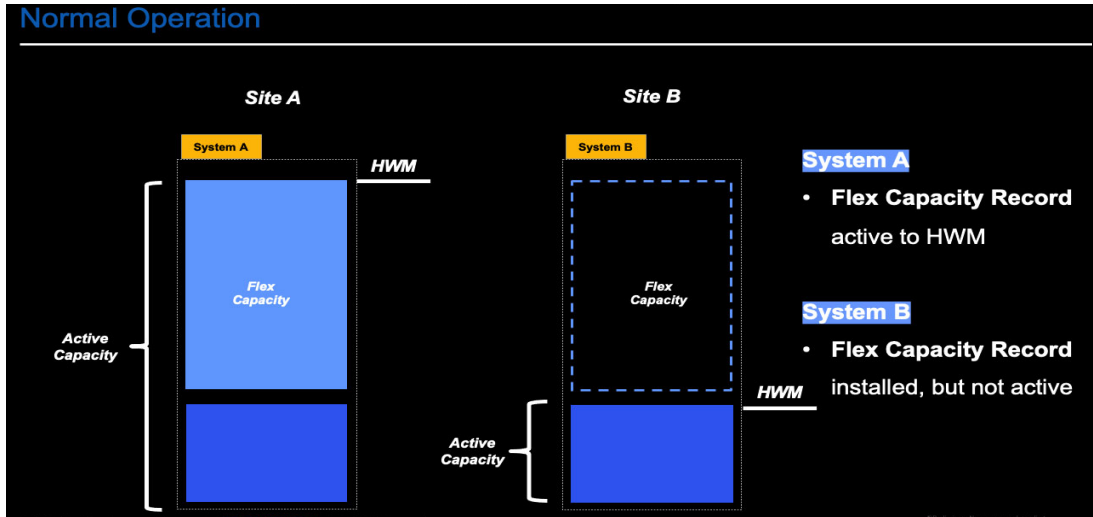 Normal Operation
Site A
Site B
System A
HWM
Flex
Capacity
Active
Capacity
System B
Flex
Capacity
HWM
Active
Capacity
System A
• Flex Capacity Record
active to HWM
System B
• Flex Capacity Record
installed, but not active